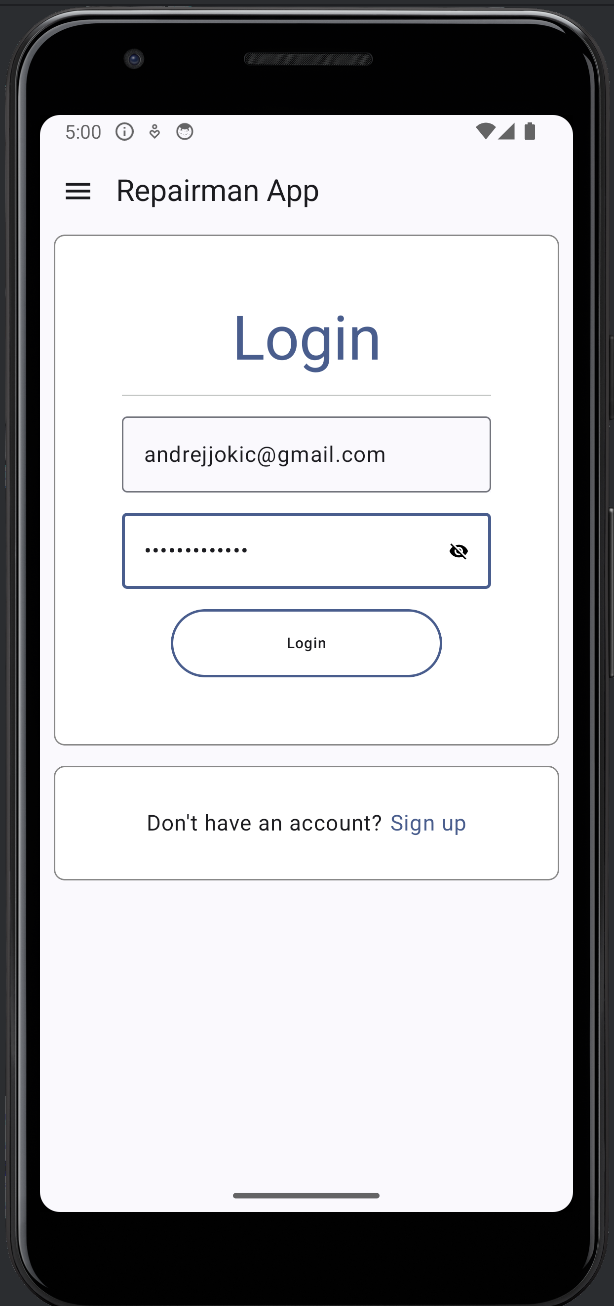 5:00
Repairman App
Login
andrejjokic@gmail.com
•••••••••••••
Login
Don't have an account? Sign up